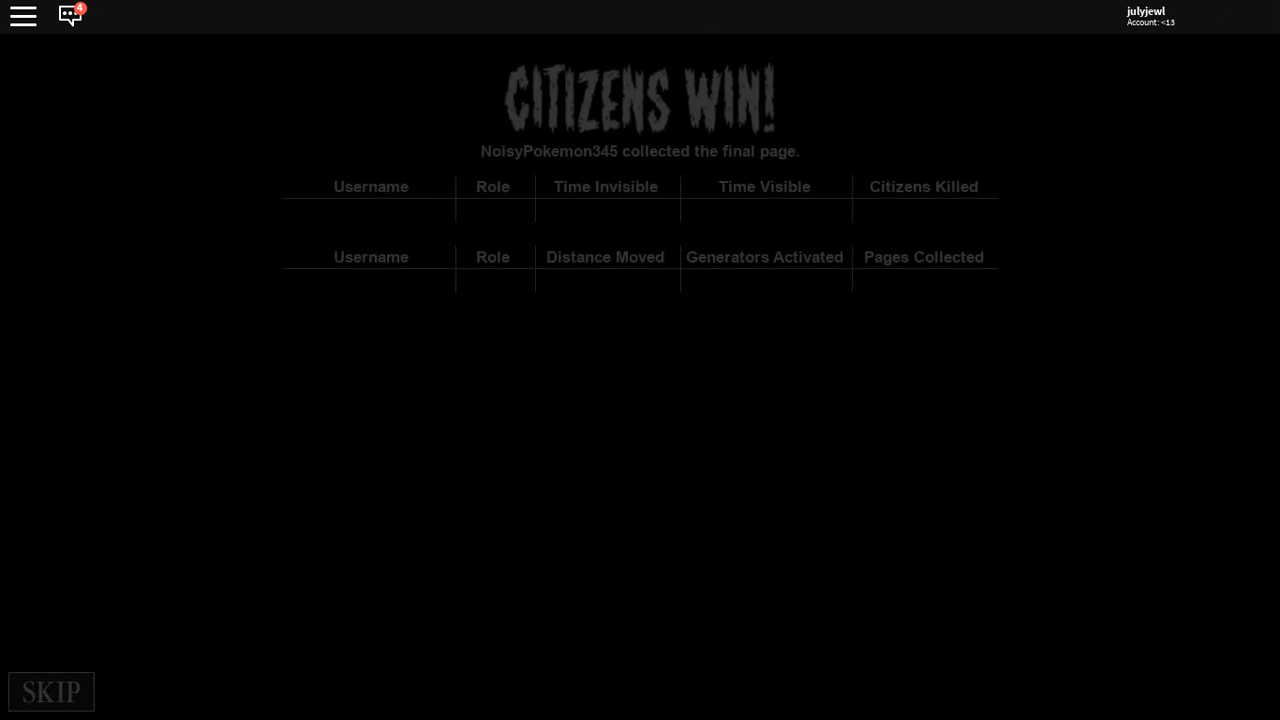 4
julyjewl
Account: <13
CITIZENS WIN!
NoisyPokemon345 collected the final page.
Username Role Time Invisible Time Visible Citizens Killed
Username Role Distance Moved Generators Activated Pages Collected
SKIP